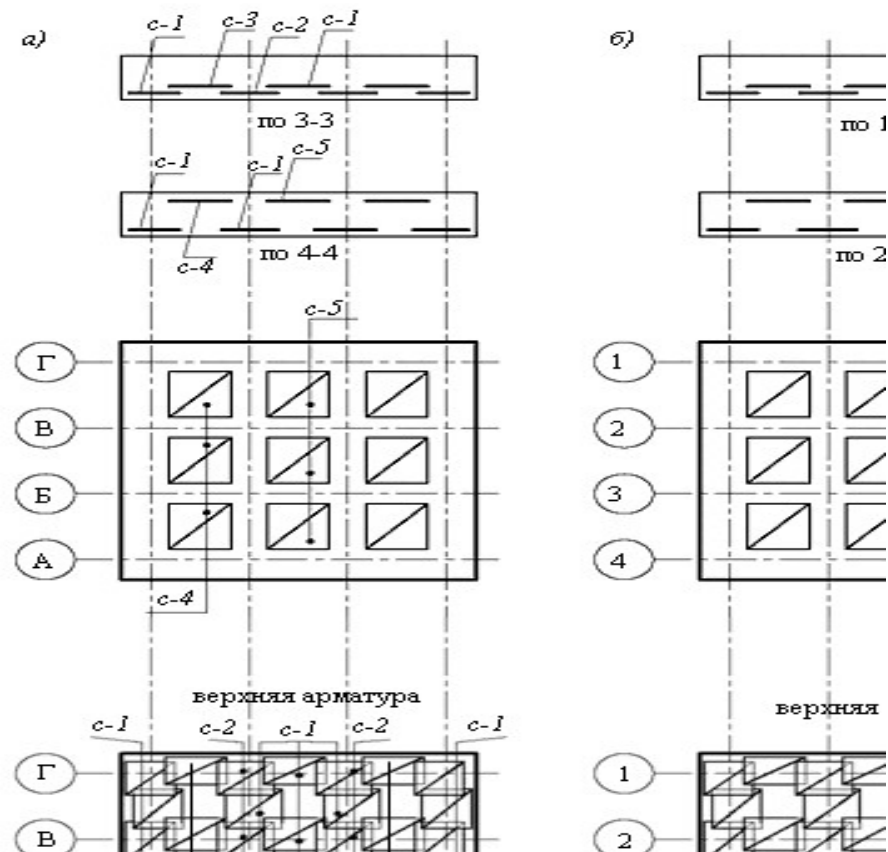 а)
с-1 с-3 с-2 с-1
по 3-3
с-1 с-1 с-5
с-4 по 4-4
с-5
Г
В
Б
А
с-4
верхняя арматура
с-1 с-2 с-1 с-2 с-1
Г
В
б)
по 1
по 2
1
2
3
4
верхняя
1
2